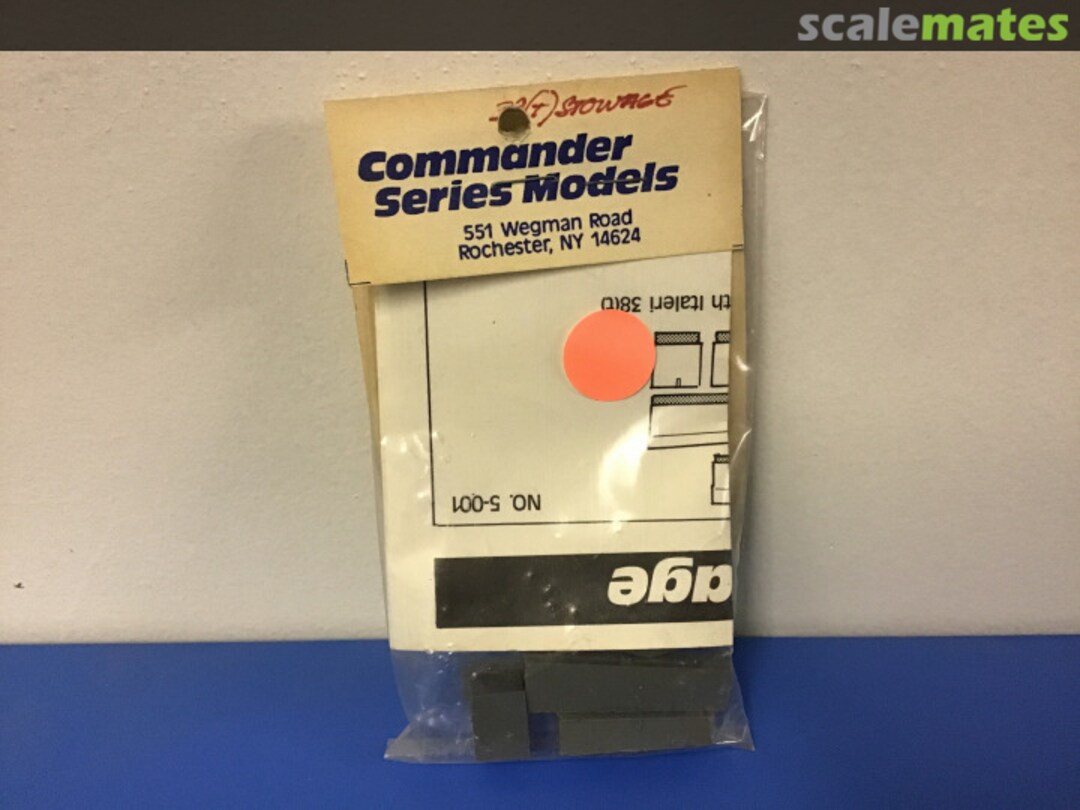 scalemates
38(t) STOWAGE
Commander
Series Models
551 Wegman Road
Rochester, NY 14624
th Italeri 38(t)
NO. 5-001
age